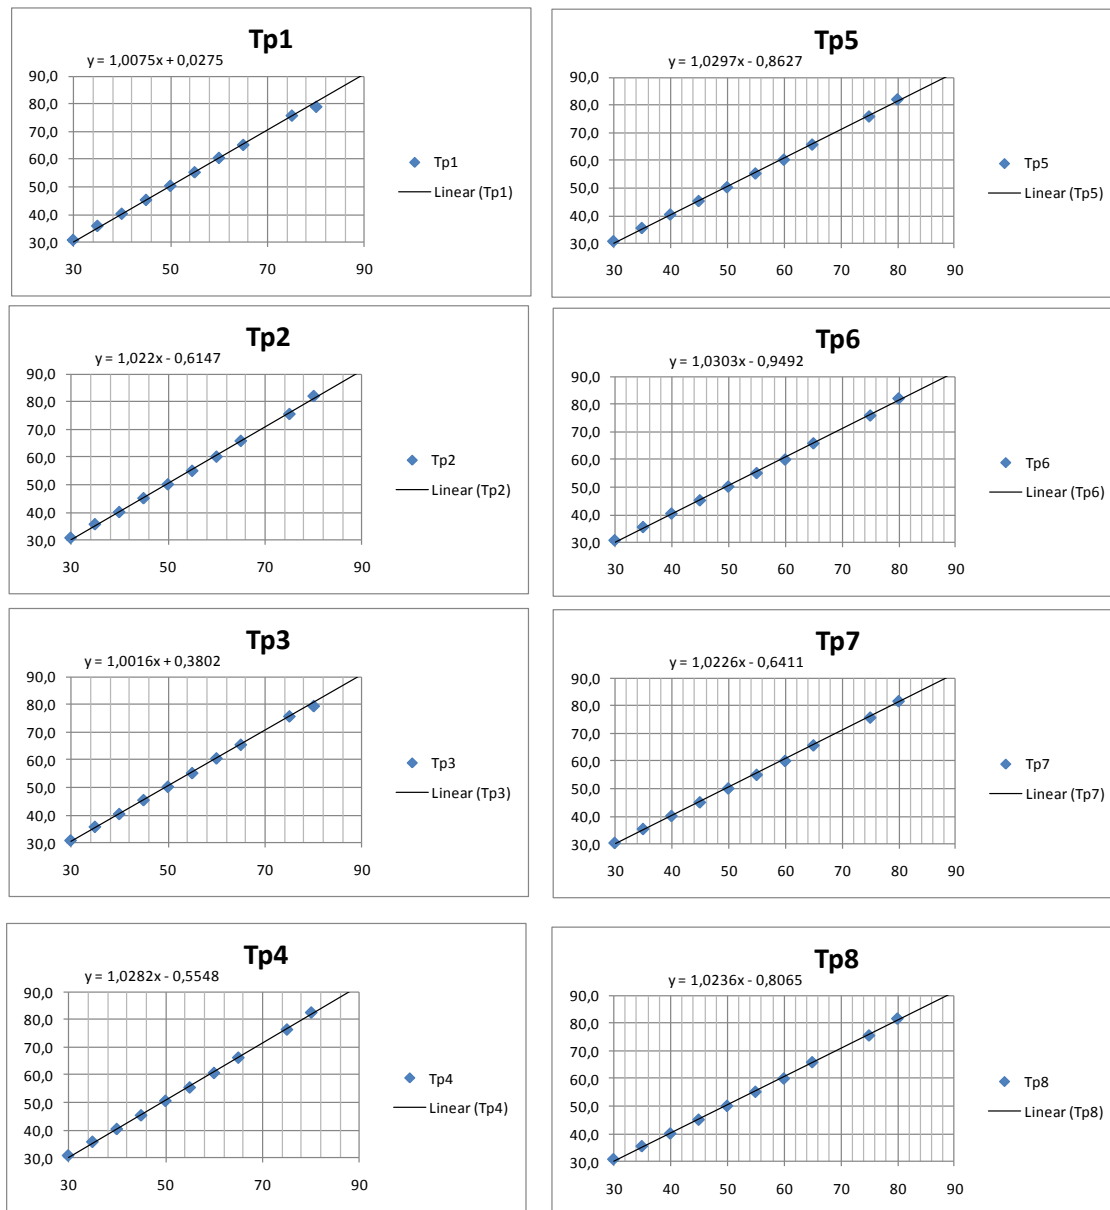 Tp1
y = 1,0075x + 0,0275
90,0
80,0
70,0
60,0
50,0
40,0
30,0
30 50 70 90
Tp1
Linear (Tp1)
Tp5
y = 1,0297x - 0,8627
90,0
80,0
70,0
60,0
50,0
40,0
30,0
30 40 50 60 70 80 90
Tp5
Linear (Tp5)
Tp2
y = 1,022x - 0,6147
90,0
80,0
70,0
60,0
50,0
40,0
30,0
30 50 70 90
Tp2
Linear (Tp2)
Tp6
y = 1,0303x - 0,9492
90,0
80,0
70,0
60,0
50,0
40,0
30,0
30 40 50 60 70 80 90
Tp6
Linear (Tp6)
Tp3
y = 1,0016x + 0,3802
90,0
80,0
70,0
60,0
50,0
40,0
30,0
30 50 70 90
Tp3
Linear (Tp3)
Tp7
y = 1,0226x - 0,6411
90,0
80,0
70,0
60,0
50,0
40,0
30,0
30 40 50 60 70 80 90
Tp7
Linear (Tp7)
Tp4
y = 1,0282x - 0,5548
90,0
80,0
70,0
60,0
50,0
40,0
30,0
30 50 70 90
Tp4
Linear (Tp4)
Tp8
y = 1,0236x - 0,8065
90,0
80,0
70,0
60,0
50,0
40,0
30,0
30 40 50 60 70 80 90
Tp8
Linear (Tp8)